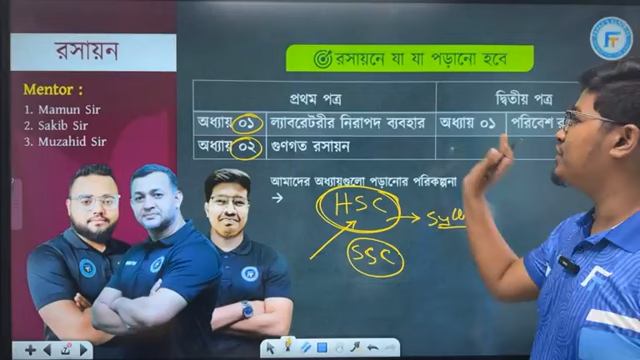 রসায়ন
রসায়নে যা যা পড়ানো হবে
Mentor :
1. Mamun Sir
2. Sakib Sir
3. Muzahid Sir
প্রথম পত্র দ্বিতীয় পত্র
অধ্যায় ০১ ল্যাবরেটরীর নিরাপদ ব্যবহার অধ্যায় ০১ পরিবেশ
অধ্যায় ০২ গুণগত রসায়ন
আমাদের অধ্যায়গুলো পড়ানোর পরিকল্পনা
→ HSC →
SSC